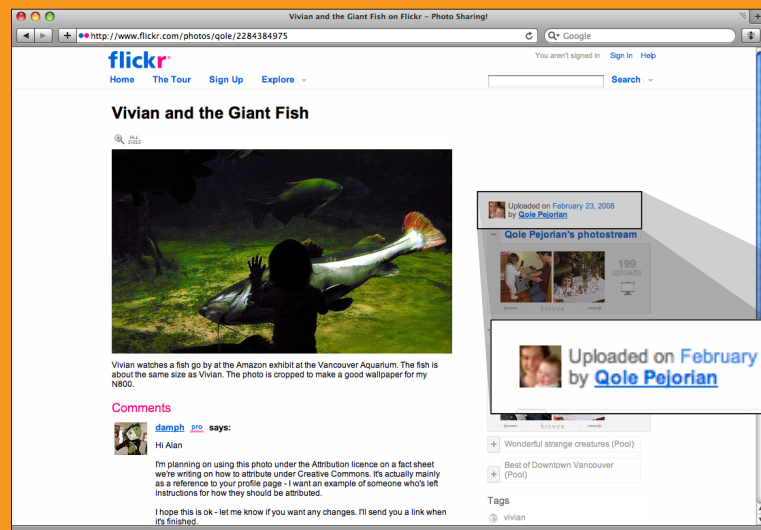 Vivian and the Giant Fish on Flickr – Photo Sharing!
http://www.flickr.com/photos/qole/2284384975
Google
flickr
You aren't signed in Sign In Help
Home The Tour Sign Up Explore
Search
Vivian and the Giant Fish
ALL SIZES
Uploaded on February 23, 2008
by Qole Pejorian
Qole Pejorian's photostream
199
uploads
browse
Uploaded on February
by Qole Pejorian
Vivian watches a fish go by at the Amazon exhibit at the Vancouver Aquarium. The fish is
about the same size as Vivian. The photo is cropped to make a good wallpaper for my
N800.
Comments
browse
damph pro says:
Hi Alan
I'm planning on using this photo under the Attribution licence on a fact sheet
we're writing on how to attribute under Creative Commons. It's actually mainly
as a reference to your profile page - I want an example of someone who's left
instructions for how they should be attributed.
I hope this is ok - let me know if you want any changes. I'll send you a link when
it's finished.
Wonderful strange creatures (Pool)
Best of Downtown Vancouver
(Pool)
Tags
vivian